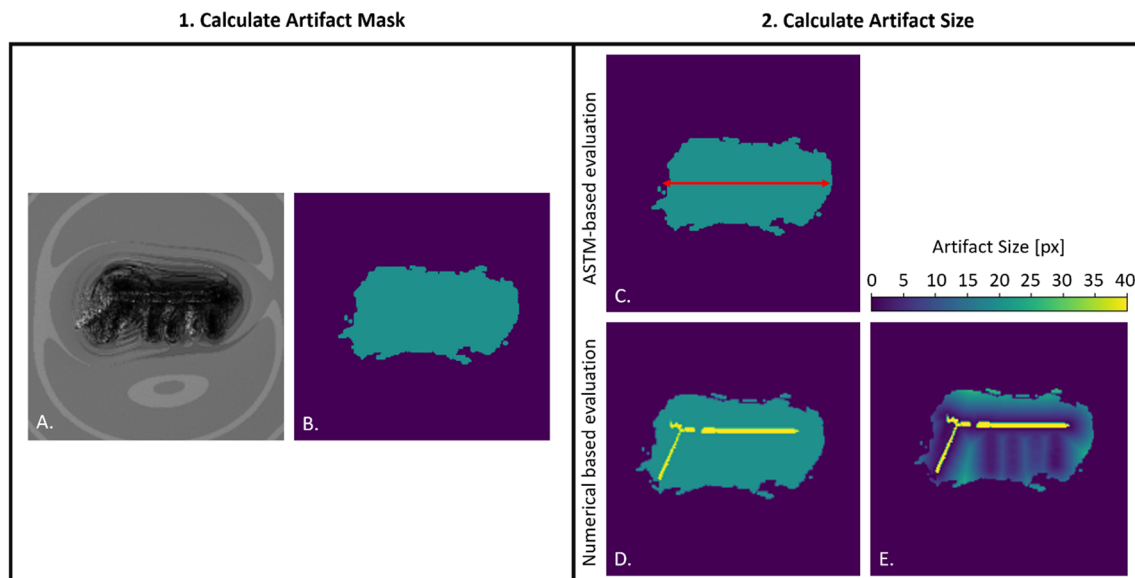 1. Calculate Artifact Mask
2. Calculate Artifact Size
A.
B.
ASTM-based evaluation
C.
Artifact Size [px]
0 5 10 15 20 25 30 35 40
Numerical based evaluation
D.
E.